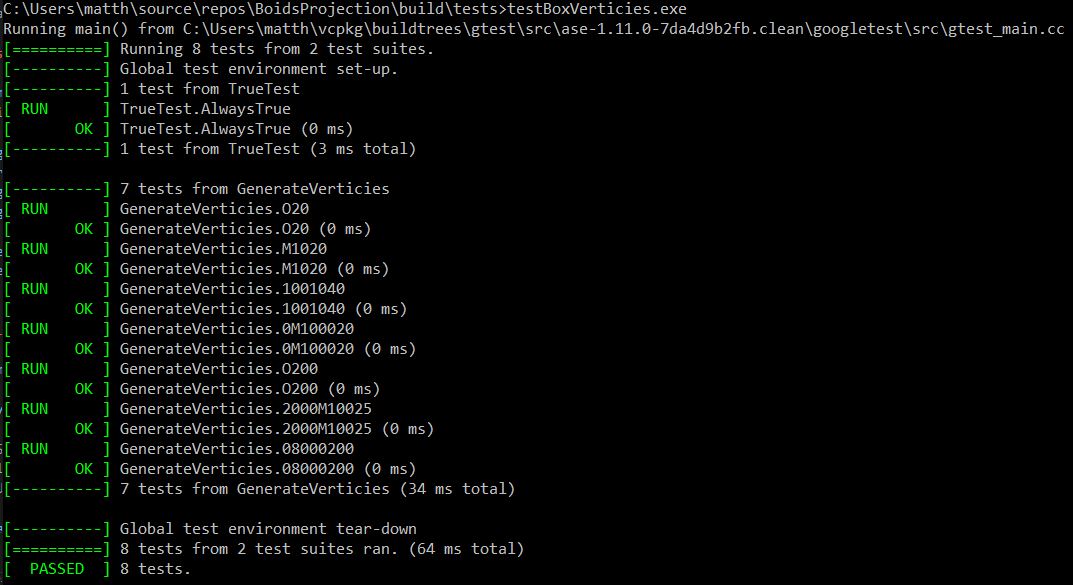 C:\Users\matth\source\repos\BoidsProjection\build\tests>testBoxVerticies.exe
Running main() from C:\Users\matth\vcpkg\buildtrees\gtest\src\ase-1.11.0-7da4d9b2fb.clean\googletest\src\gtest_main.cc
[==========] Running 8 tests from 2 test suites.
[----------] Global test environment set-up.
[----------] 1 test from TrueTest
[ RUN      ] TrueTest.AlwaysTrue
[       OK ] TrueTest.AlwaysTrue (0 ms)
[----------] 1 test from TrueTest (3 ms total)

[----------] 7 tests from GenerateVerticies
[ RUN      ] GenerateVerticies.O20
[       OK ] GenerateVerticies.O20 (0 ms)
[ RUN      ] GenerateVerticies.M1020
[       OK ] GenerateVerticies.M1020 (0 ms)
[ RUN      ] GenerateVerticies.1001040
[       OK ] GenerateVerticies.1001040 (0 ms)
[ RUN      ] GenerateVerticies.0M100020
[       OK ] GenerateVerticies.0M100020 (0 ms)
[ RUN      ] GenerateVerticies.O200
[       OK ] GenerateVerticies.O200 (0 ms)
[ RUN      ] GenerateVerticies.2000M10025
[       OK ] GenerateVerticies.2000M10025 (0 ms)
[ RUN      ] GenerateVerticies.08000200
[       OK ] GenerateVerticies.08000200 (0 ms)
[----------] 7 tests from GenerateVerticies (34 ms total)

[----------] Global test environment tear-down
[==========] 8 tests from 2 test suites ran. (64 ms total)
[  PASSED  ] 8 tests.